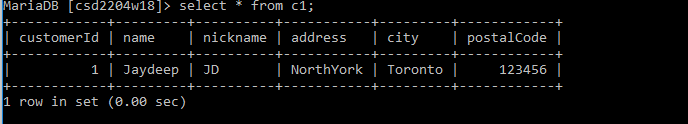 MariaDB [csd2204w18]> select * from c1;
+------------+---------+----------+-----------+---------+------------+
| customerId | name    | nickname | address   | city    | postalCode |
+------------+---------+----------+-----------+---------+------------+
|          1 | Jaydeep | JD       | NorthYork | Toronto |     123456 |
+------------+---------+----------+-----------+---------+------------+
1 row in set (0.00 sec)